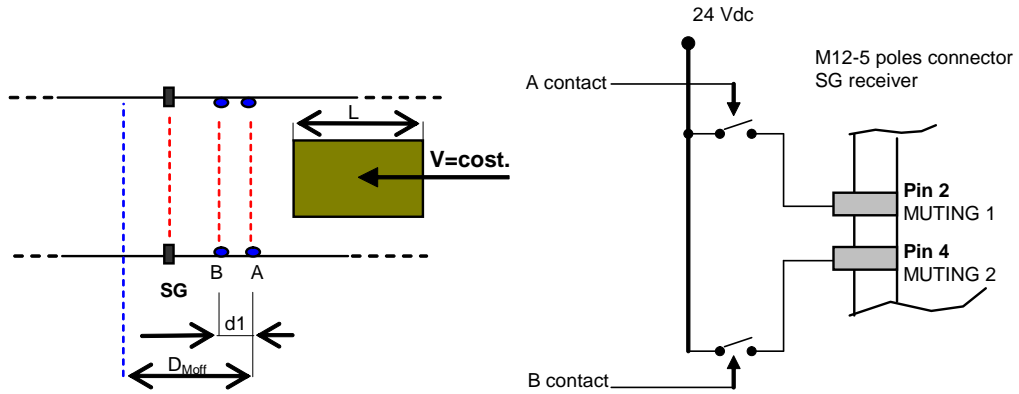 24 Vdc
M12-5 poles connector
SG receiver
A contact
L
V=cost.
Pin 2
MUTING 1
Pin 4
MUTING 2
B
A
SG
d1
DMoff
B contact